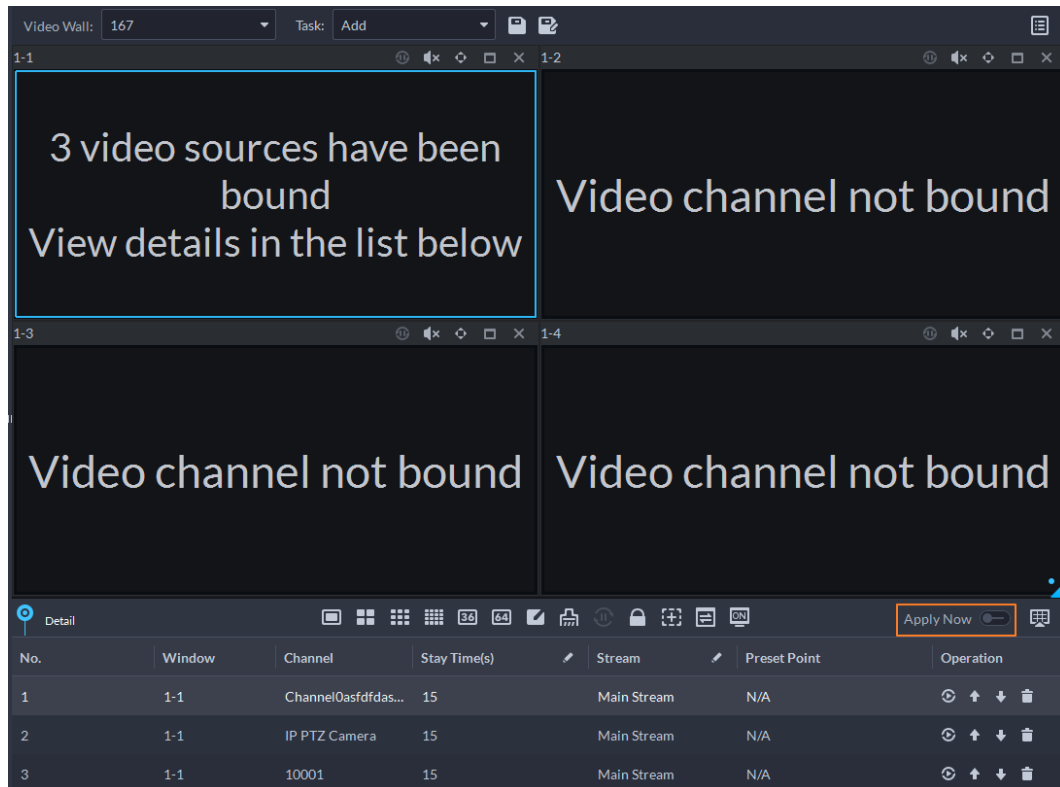 Video Wall: 167 Task: Add
1-1
1-2
3 video sources have been
bound
View details in the list below
Video channel not bound
1-3
1-4
Video channel not bound
Video channel not bound
Detail 36 64 ON Apply Now
No. Window Channel Stay Time(s) Stream Preset Point Operation
1 1-1 Channel0asfdfdas... 15 Main Stream N/A
2 1-1 IP PTZ Camera 15 Main Stream N/A
3 1-1 10001 15 Main Stream N/A